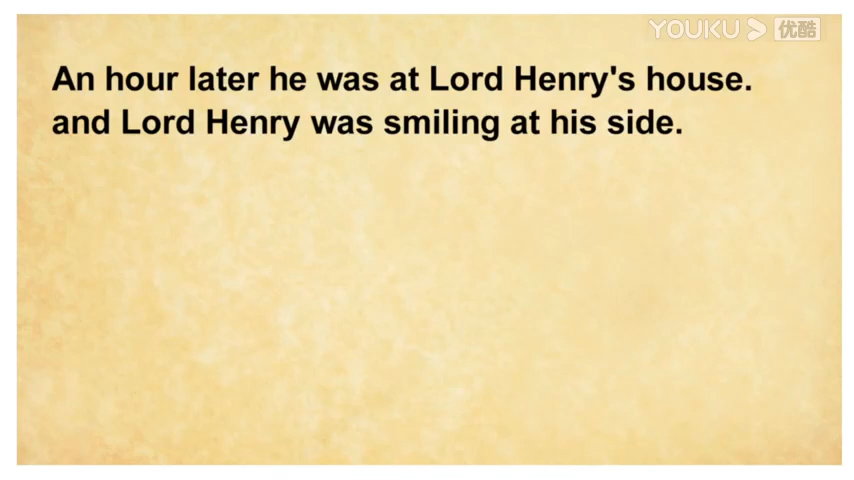 YOUKU 优酷
An hour later he was at Lord Henry's house.
and Lord Henry was smiling at his side.